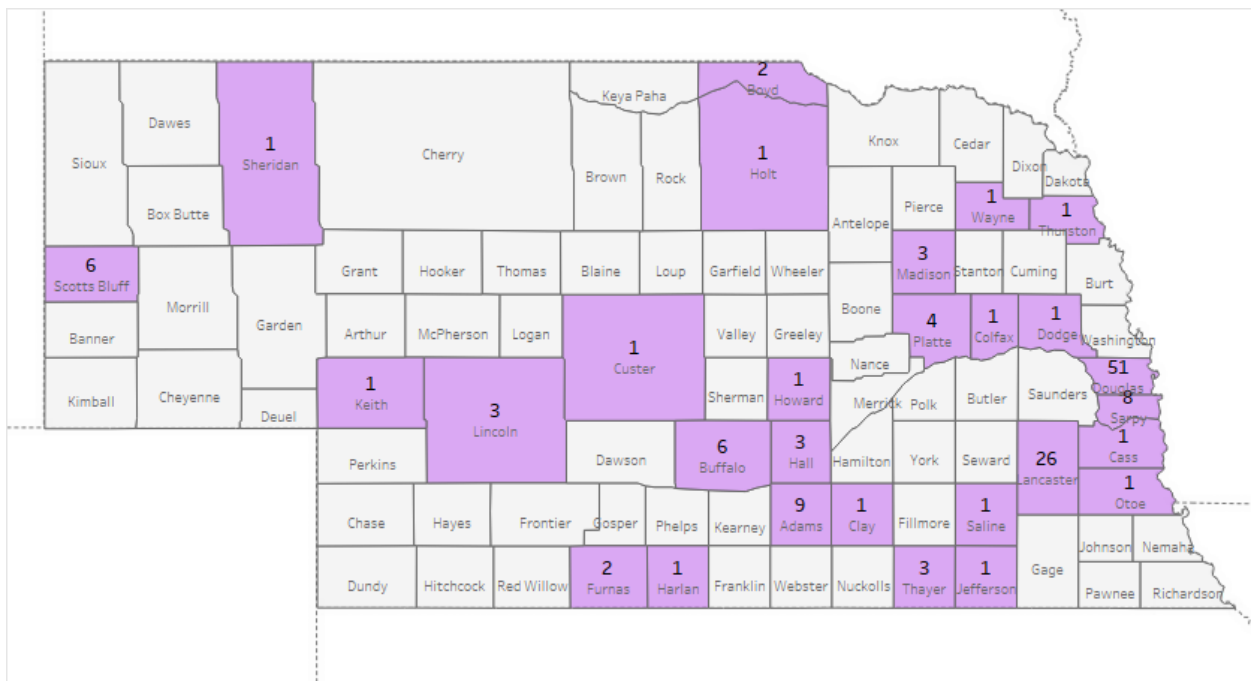 2
Boyd
Keya Paha
Dawes
1
Sheridan
Sioux
Cherry
1
Holt
Knox
Cedar
Dixon
Dakota
Brown
Rock
Box Butte
Pierce
1
Wayne
1
Thurston
Antelope
6
Scotts Bluff
Grant
Hooker
Thomas
Blaine
Loup
Garfield
Wheeler
3
Madison
Stanton
Cuming
Burt
Morrill
Boone
Garden
Banner
Arthur
McPherson
Logan
1
Custer
Valley
Greeley
4
Platte
1
Colfax
1
Dodge
Washington
Nance
51
Douglas
Kimball
Cheyenne
Deuel
1
Keith
3
Lincoln
Sherman
1
Howard
Merrick
Polk
Butler
Saunders
8
Sarpy
Perkins
Dawson
6
Buffalo
3
Hall
Hamilton
York
Seward
26
Lancaster
1
Cass
1
Otoe
Chase
Hayes
Frontier
Gosper
Phelps
Kearney
9
Adams
1
Clay
Fillmore
1
Saline
Dundy
Hitchcock
Red Willow
2
Furnas
1
Harlan
Franklin
Webster
Nuckolls
3
Thayer
1
Jefferson
Gage
Johnson
Nemaha
Pawnee
Richardson